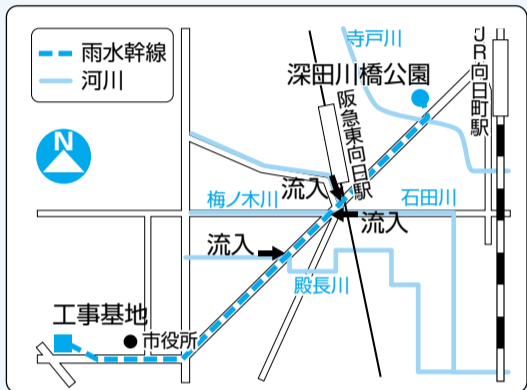 雨水幹線
河川
N
寺戸川
深田川橋公園
JR向日町駅
阪急東向日駅
流入
梅ノ木川
石田川
流入
流入
殿長川
工事基地
市役所